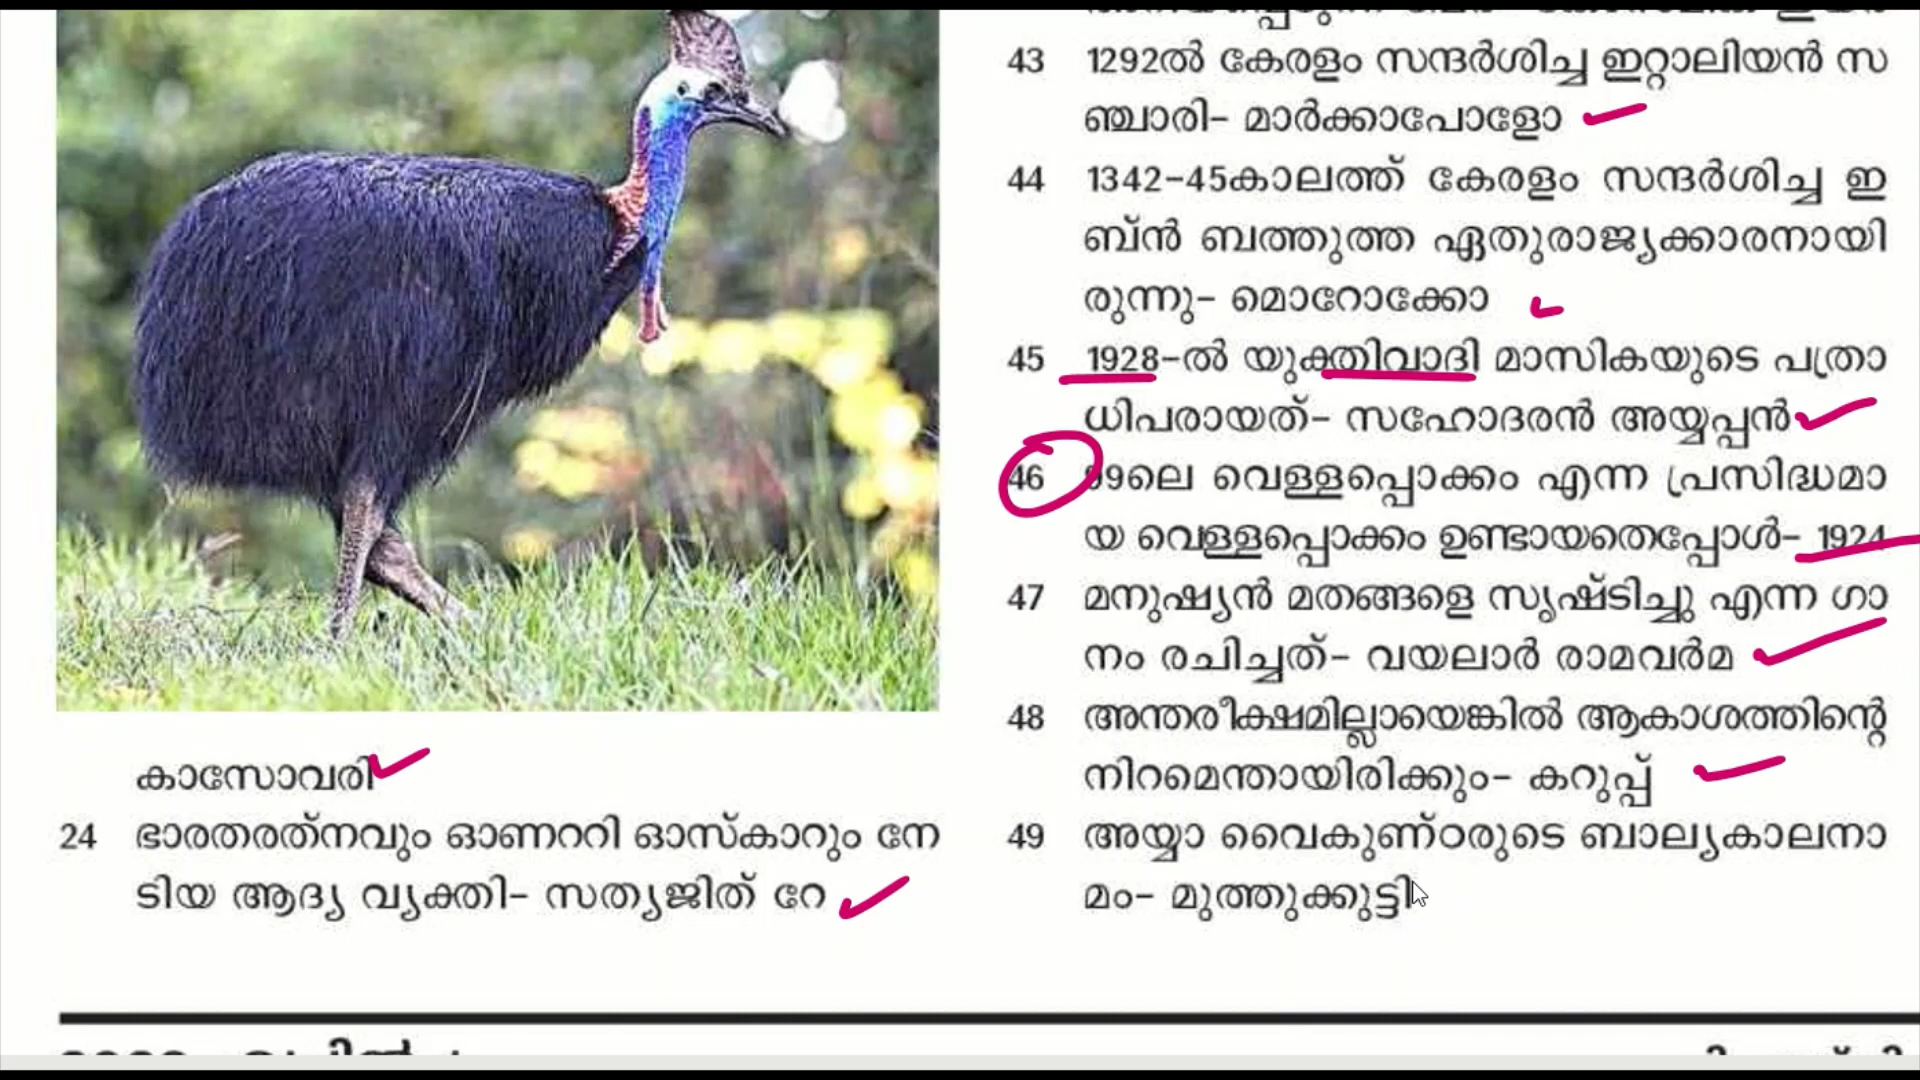 കാസോവരി
24 ഭാരതരത്നവും ഓണററി ഓസ്കാറും നേ
ടിയ ആദ്യ വ്യക്തി- സത്യജിത് റേ
43 1292ൽ കേരളം സന്ദർശിച്ച ഇറ്റാലിയൻ സ
ഞ്ചാരി- മാർക്കാപോളോ
44 1342-45കാലത്ത് കേരളം സന്ദർശിച്ച ഇ
ബ്ൻ ബത്തുത്ത ഏതുരാജ്യക്കാരനായി
രുന്നു- മൊറോക്കോ
45 1928-ൽ യുക്തിവാദി മാസികയുടെ പത്രാ
ധിപരായത്- സഹോദരൻ അയ്യപ്പൻ
46 99ലെ വെള്ളപ്പൊക്കം എന്ന പ്രസിദ്ധമാ
യ വെള്ളപ്പൊക്കം ഉണ്ടായതെപ്പോൾ- 1924
47 മനുഷ്യൻ മതങ്ങളെ സൃഷ്ടിച്ചു എന്ന ഗാ
നം രചിച്ചത്- വയലാർ രാമവർമ
48 അന്തരീക്ഷമില്ലായെങ്കിൽ ആകാശത്തിന്റെ
നിറമെന്തായിരിക്കും- കറുപ്പ്
49 അയ്യാ വൈകുണ്ഠരുടെ ബാല്യകാലനാ
മം- മുത്തുക്കുട്ടി